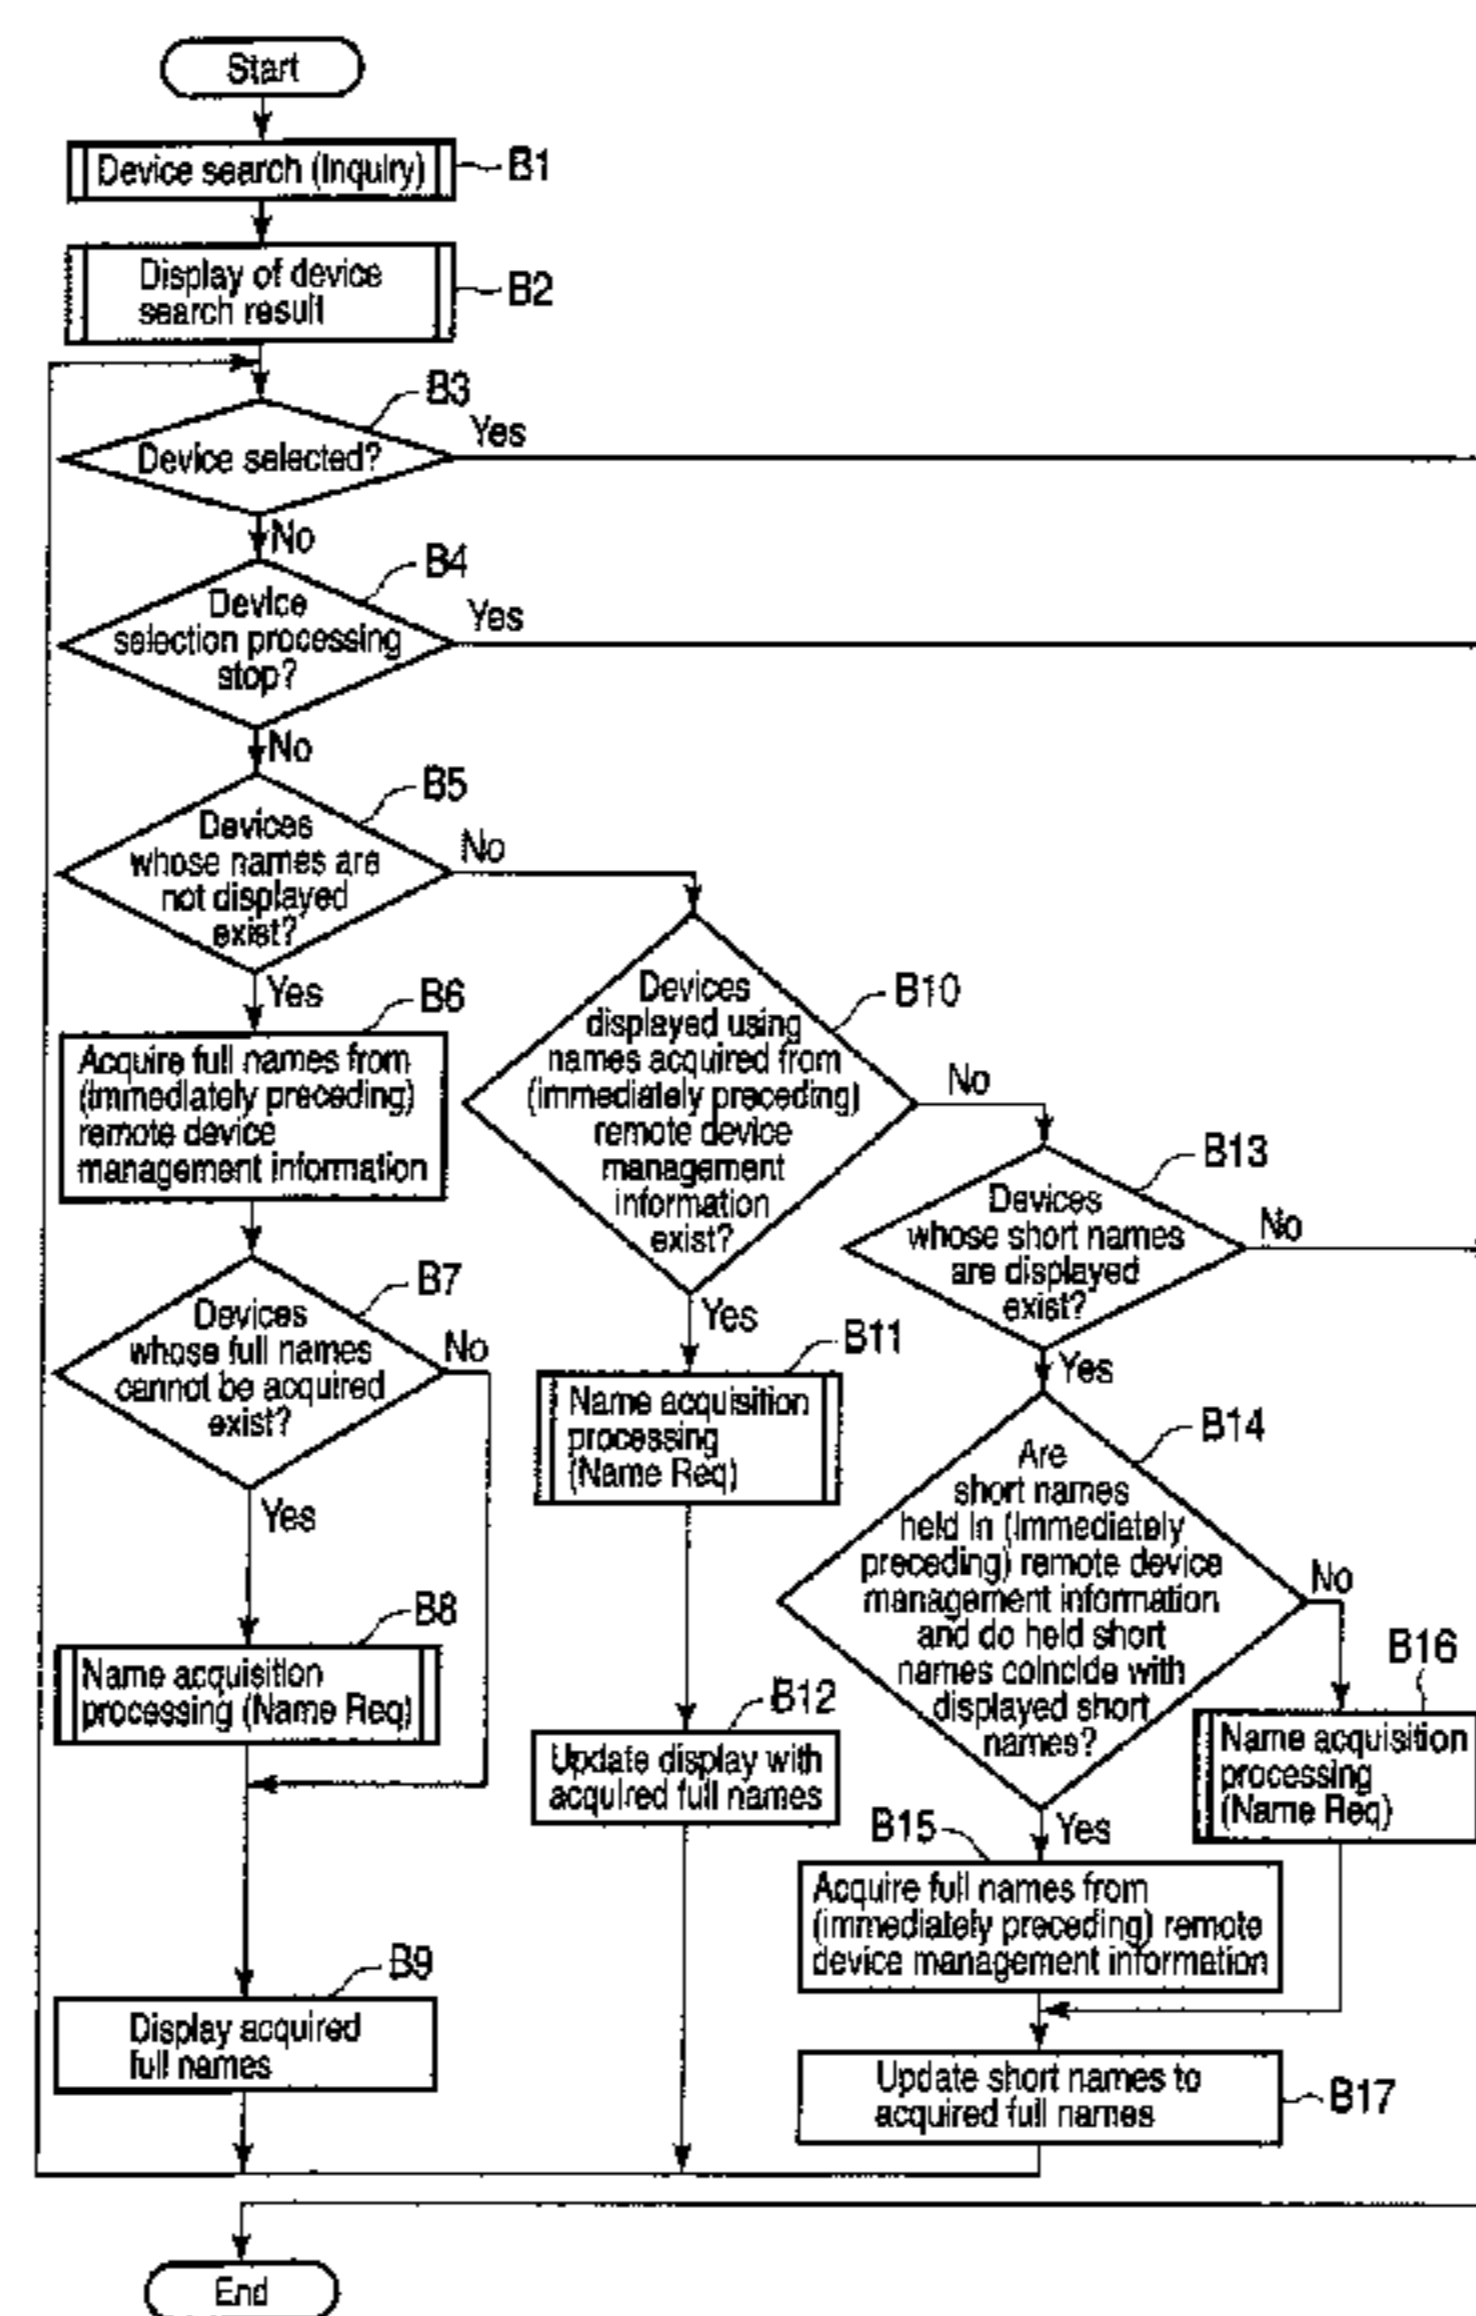 Start
Device search (Inquiry)
B1
Display of device
search result
B2
B3
Device selected?
Yes
No
B4
Device
selection processing
stop?
Yes
No
B5
Devices
whose names are
not displayed
exist?
No
Yes
B6
Acquire full names from
(immediately preceding)
remote device
management information
B7
Devices
whose full names
cannot be acquired
exist?
No
Yes
B8
Name acquisition
processing (Name Req)
B9
Display acquired
full names
B10
Devices
displayed using
names acquired from
(immediately preceding)
remote device
management
information
exist?
No
Yes
B11
Name acquisition
processing
(Name Req)
B12
Update display with
acquired full names
B13
Devices
whose short names
are displayed
exist?
No
Yes
B14
Are
short names
held in (immediately
preceding) remote device
management information
and do held short
names coincide with
displayed short
names?
No
Yes
B16
Name acquisition
processing
(Name Req)
B15
Acquire full names from
(immediately preceding) remote
device management information
Update short names to
acquired full names
B17
End